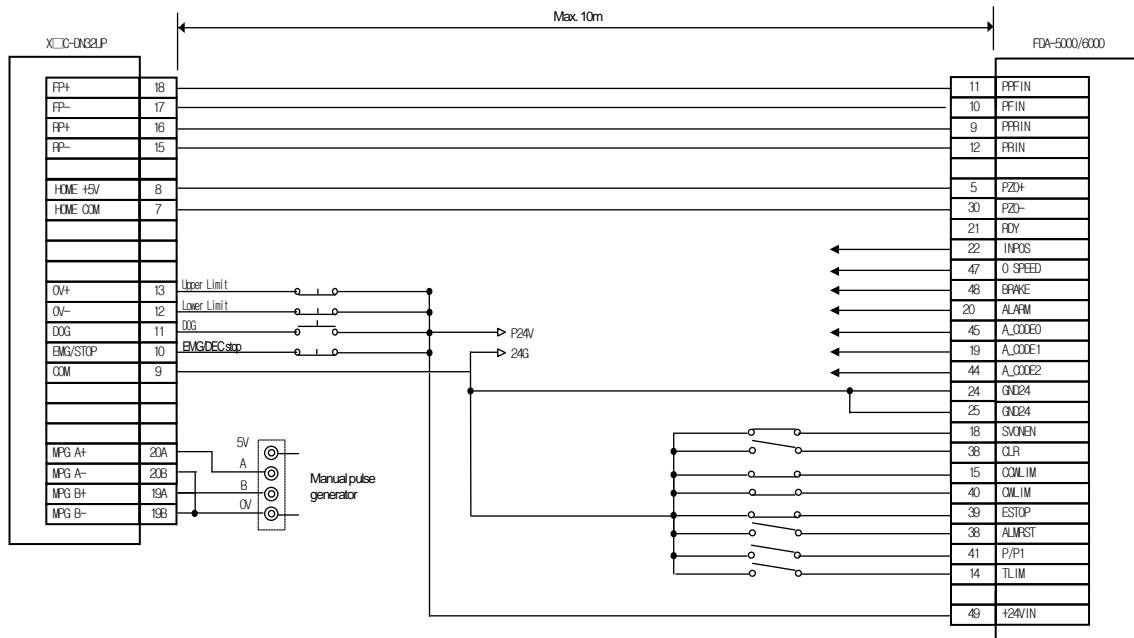 Max. 10m
X□C-DN32UP
FDA-5000/6000
FP+ 18
FP- 17
RP+ 16
RP- 15
HOME +5V 8
HOME COM 7
OV+ 13 Upper Limit
OV- 12 Lower Limit
DOG 11 DOG
EMG/STOP 10 EMG/DEC stop
COM 9
P24V
24G
MPG A+ 20A
MPG A- 20B
MPG B+ 19A
MPG B- 19B
5V
A
B
0V
Manual pulse
generator
11 PPFIN
10 PFIN
9 PPRIN
12 PRIN
5 PZO+
30 PZO-
21 RDY
22 INPOS
47 0 SPEED
48 BRAKE
20 ALARM
45 A_CODE0
19 A_CODE1
44 A_CODE2
24 GND24
25 GND24
18 SVONEN
38 CLR
15 CCWLIM
40 CWLIM
39 ESTOP
38 ALMRST
41 P/P1
14 TLIM
49 +24VIN